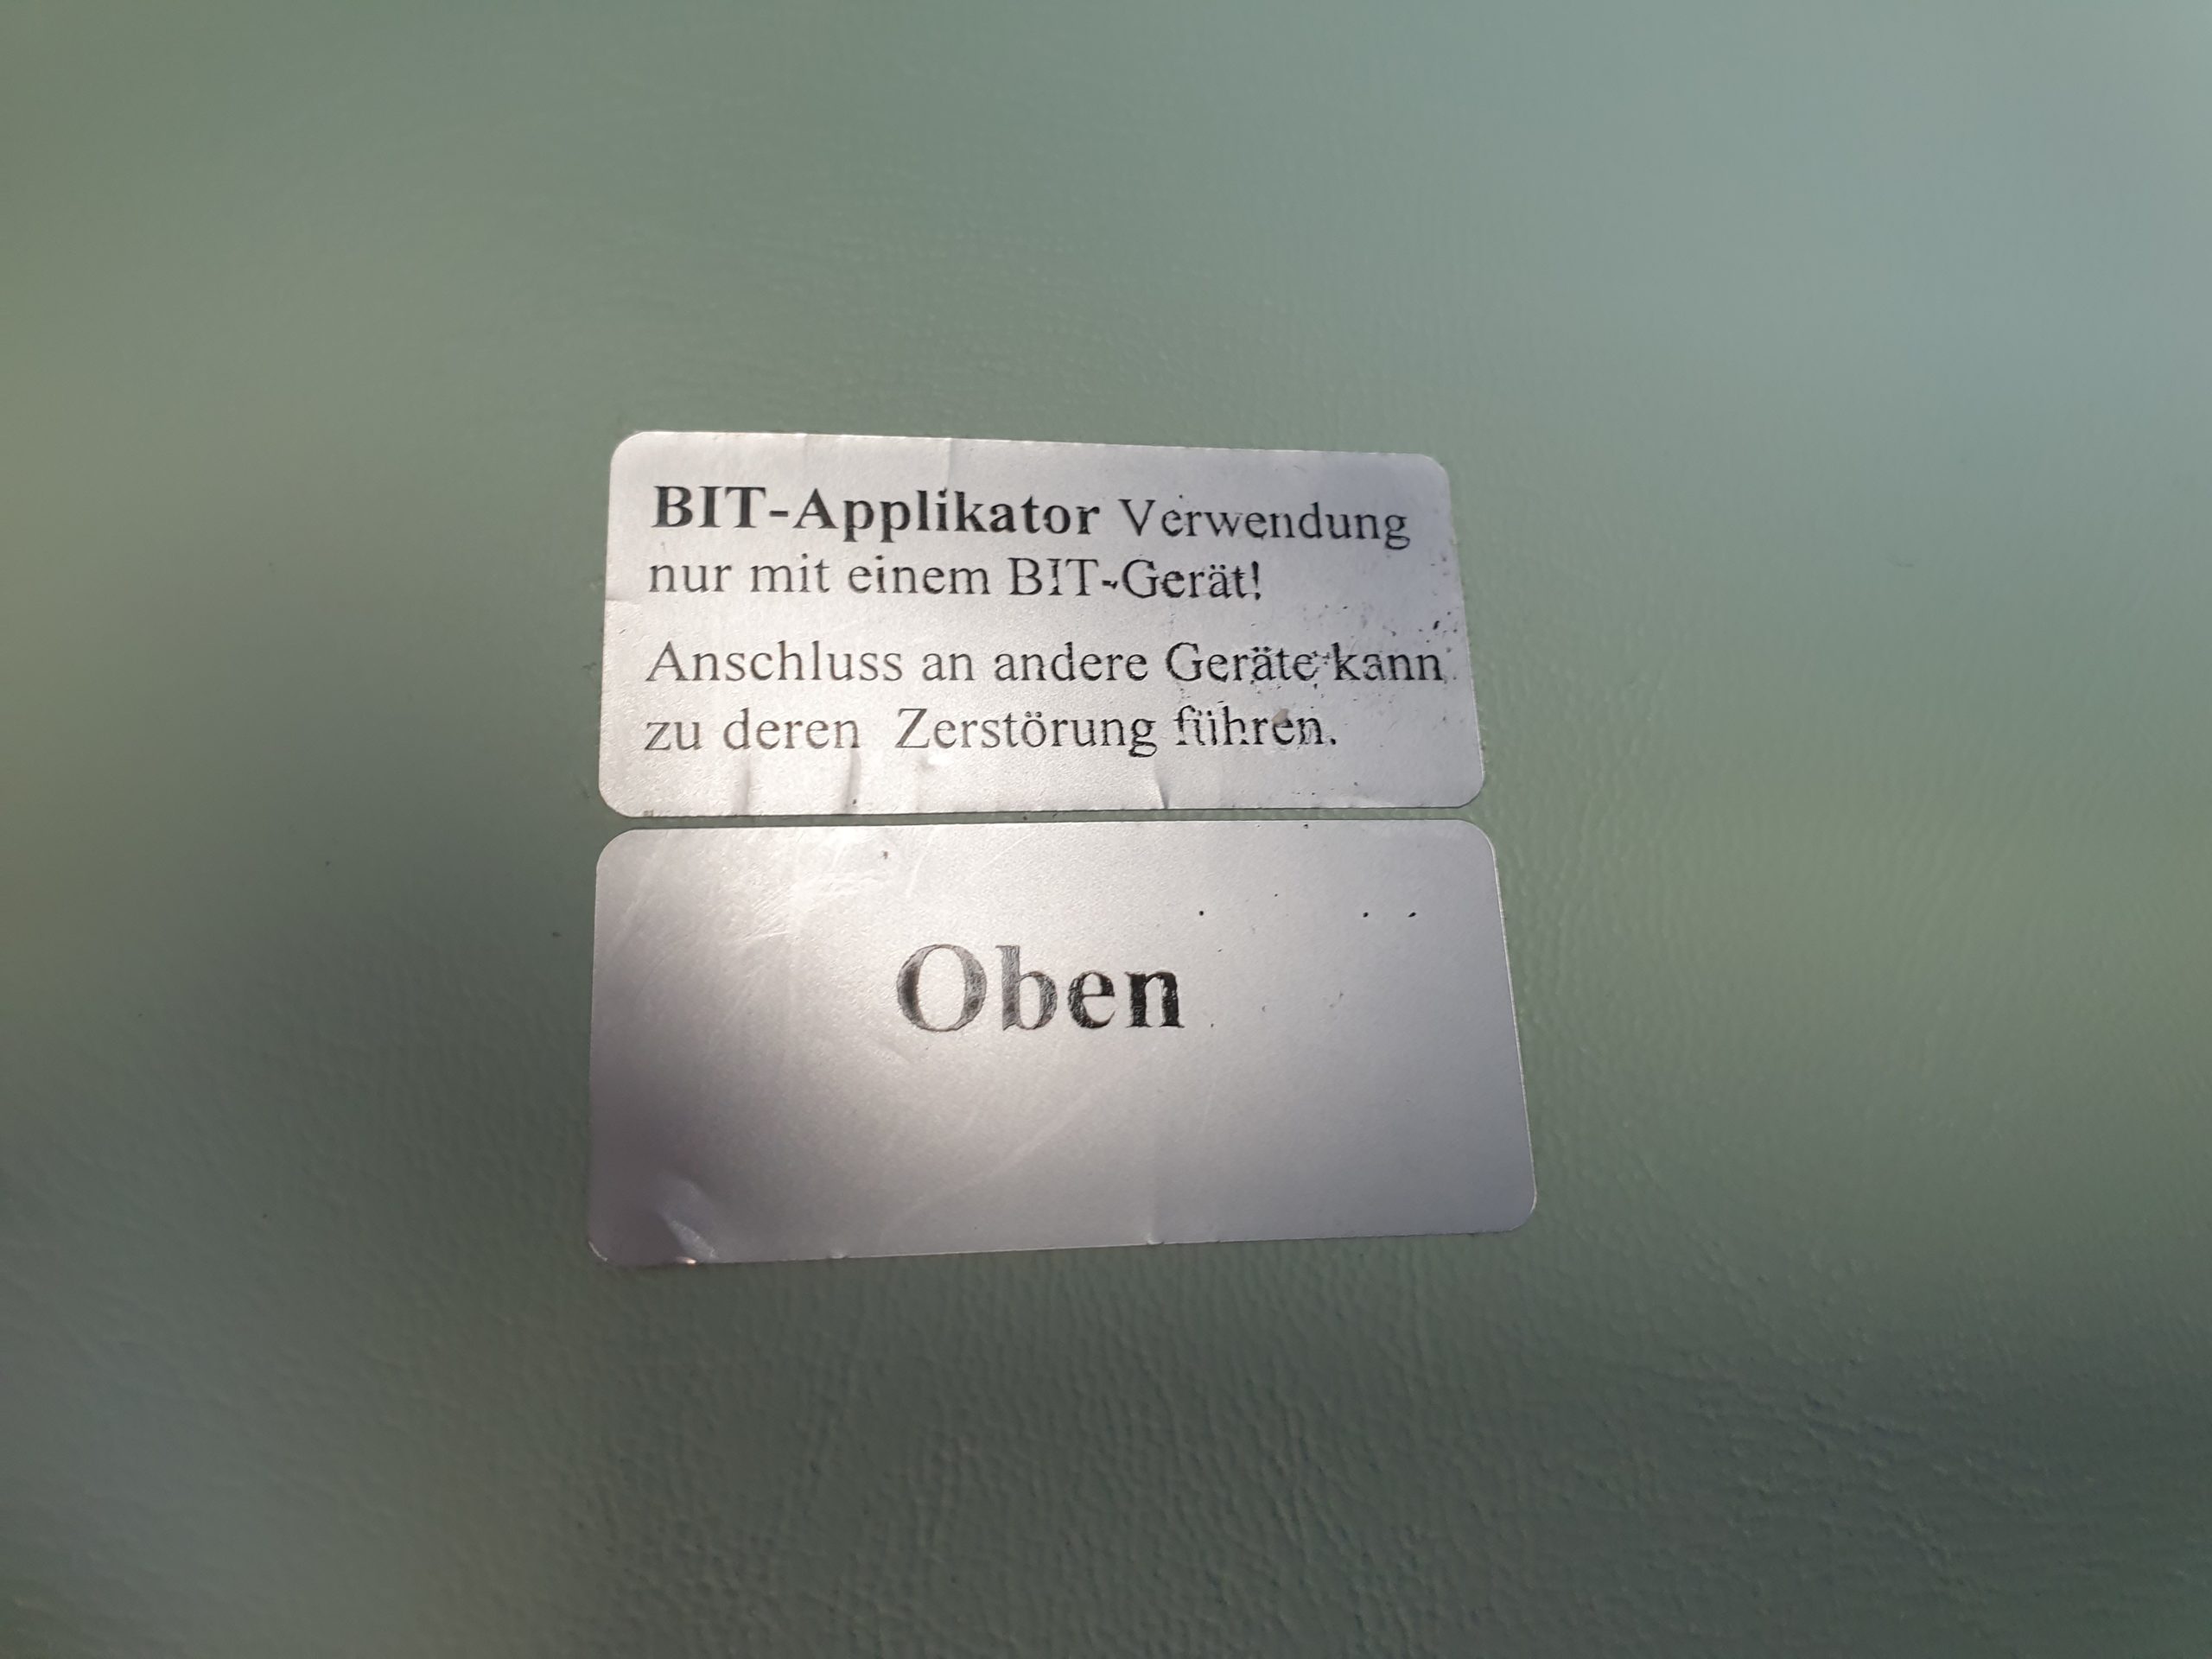 BIT-Applikator Verwendung
nur mit einem BIT-Gerät!
Anschluss an andere Geräte kann
zu deren Zerstörung führen.
Oben